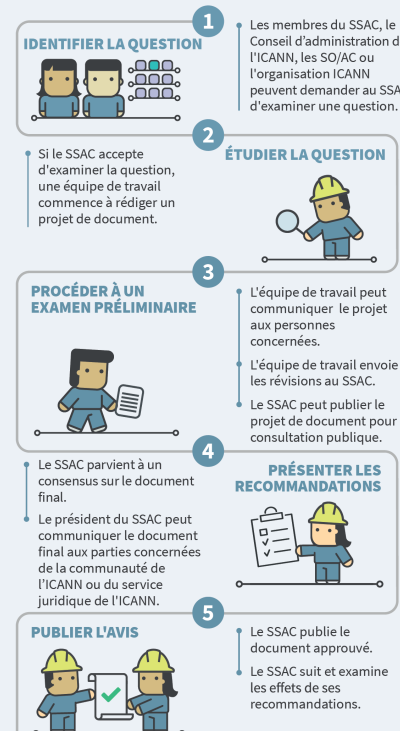 1
IDENTIFIER LA QUESTION
Les membres du SSAC, le
Conseil d'administration d
l'ICANN, les SO/AC ou
l'organisation ICANN
peuvent demander au SSA
d'examiner une question.
2
ÉTUDIER LA QUESTION
Si le SSAC accepte
d'examiner la question,
une équipe de travail
commence à rédiger un
projet de document.
3
PROCÉDER À UN
EXAMEN PRÉLIMINAIRE
L'équipe de travail peut
communiquer le projet
aux personnes
concernées.
L'équipe de travail envoie
les révisions au SSAC.
Le SSAC peut publier le
projet de document pour
consultation publique.
4
PRÉSENTER LES
RECOMMANDATIONS
Le SSAC parvient à un
consensus sur le document
final.
Le président du SSAC peut
communiquer le document
final aux parties concernées
de la communauté de
l'ICANN ou du service
juridique de l'ICANN.
5
PUBLIER L'AVIS
Le SSAC publie le
document approuvé.
Le SSAC suit et examine
les effets de ses
recommandations.